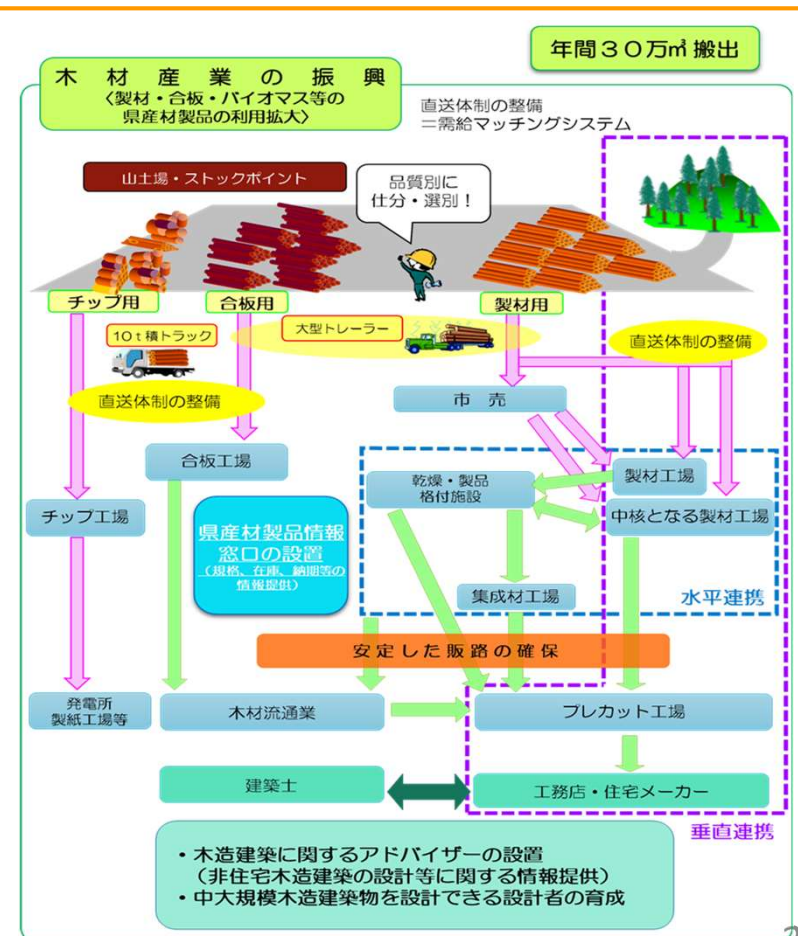 年間３０万㎥搬出
木材産業の振興
〈製材・合板・バイオマス等の
県産材製品の利用拡大〉
直送体制の整備
＝需給マッチングシステム
山土場・ストックポイント
品質別に
仕分・選別！
チップ用
合板用
製材用
10ｔ積トラック
大型トレーラー
直送体制の整備
直送体制の整備
市売
合板工場
乾燥・製品
格付施設
製材工場
チップ工場
中核となる製材工場
県産材製品情報
窓口の設置
（規格、在庫、納期等の
情報提供）
集成材工場
水平連携
安定した販路の確保
発電所
製紙工場等
木材流通業
プレカット工場
建築士
工務店・住宅メーカー
垂直連携
・木造建築に関するアドバイザーの設置
（非住宅木造建築の設計等に関する情報提供）
・中大規模木造建築物を設計できる設計者の育成